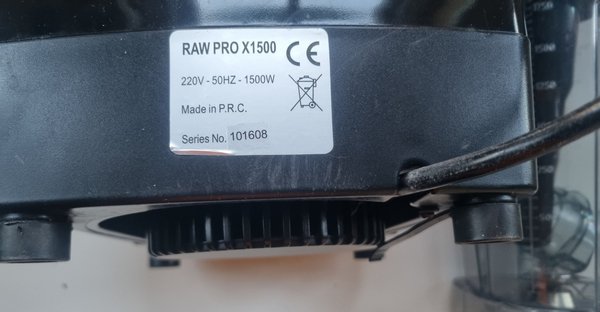 RAW PRO X1500 CE
220V - 50HZ - 1500W
Made in P.R.C.
Series No. 101608